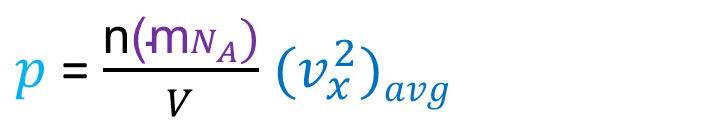 p = n(mN_A)/V (v_x^2)_avg